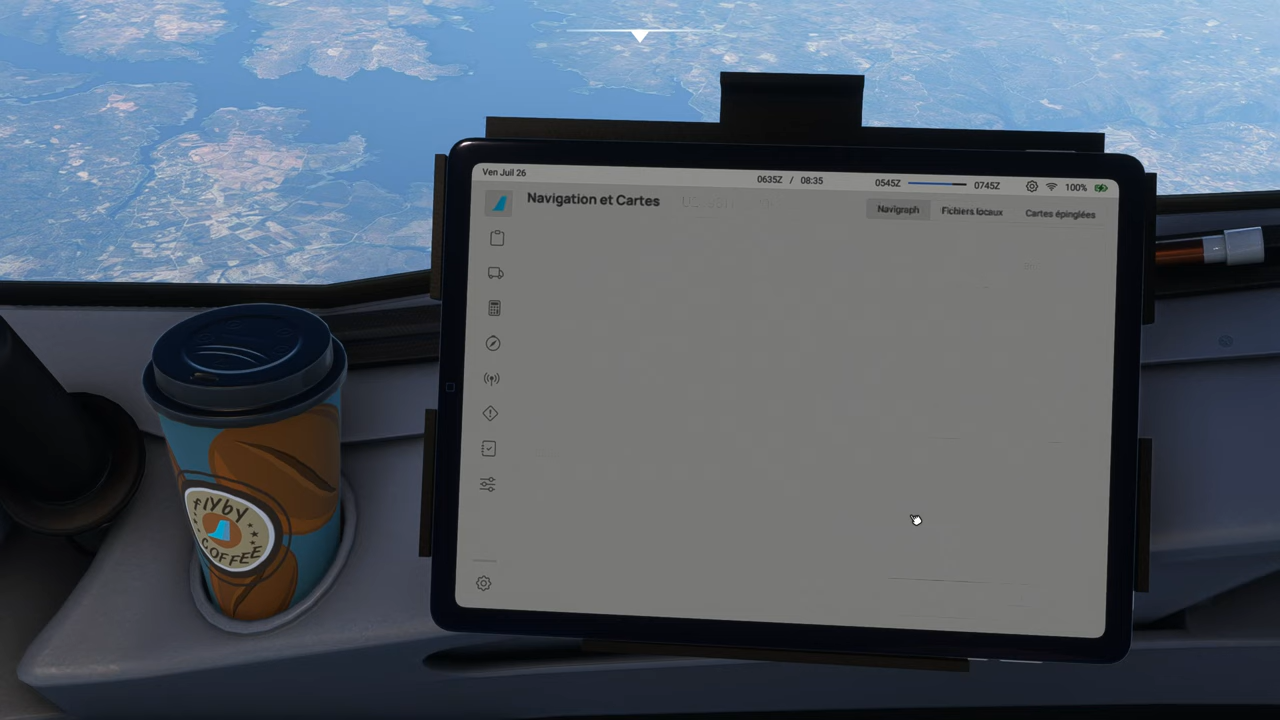 Ven Juil 26
0635Z / 08:35
0545Z
0745Z
100%
Navigation et Cartes
Navigraph
Fichiers locaux
Cartes épinglées
flyby
COFFEE